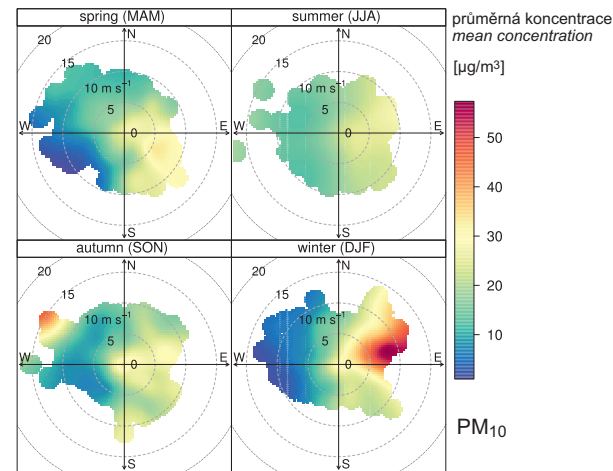 spring (MAM)
summer (JJA)
průměrná koncentrace
mean concentration
[µg/m³]
20
15
10 m s⁻¹
5
0
N
E
S
W
20
15
10 m s⁻¹
5
0
N
E
S
W
autumn (SON)
winter (DJF)
20
15
10 m s⁻¹
5
0
N
E
S
W
20
15
10 m s⁻¹
5
0
N
E
S
W
50
40
30
20
10
PM₁₀